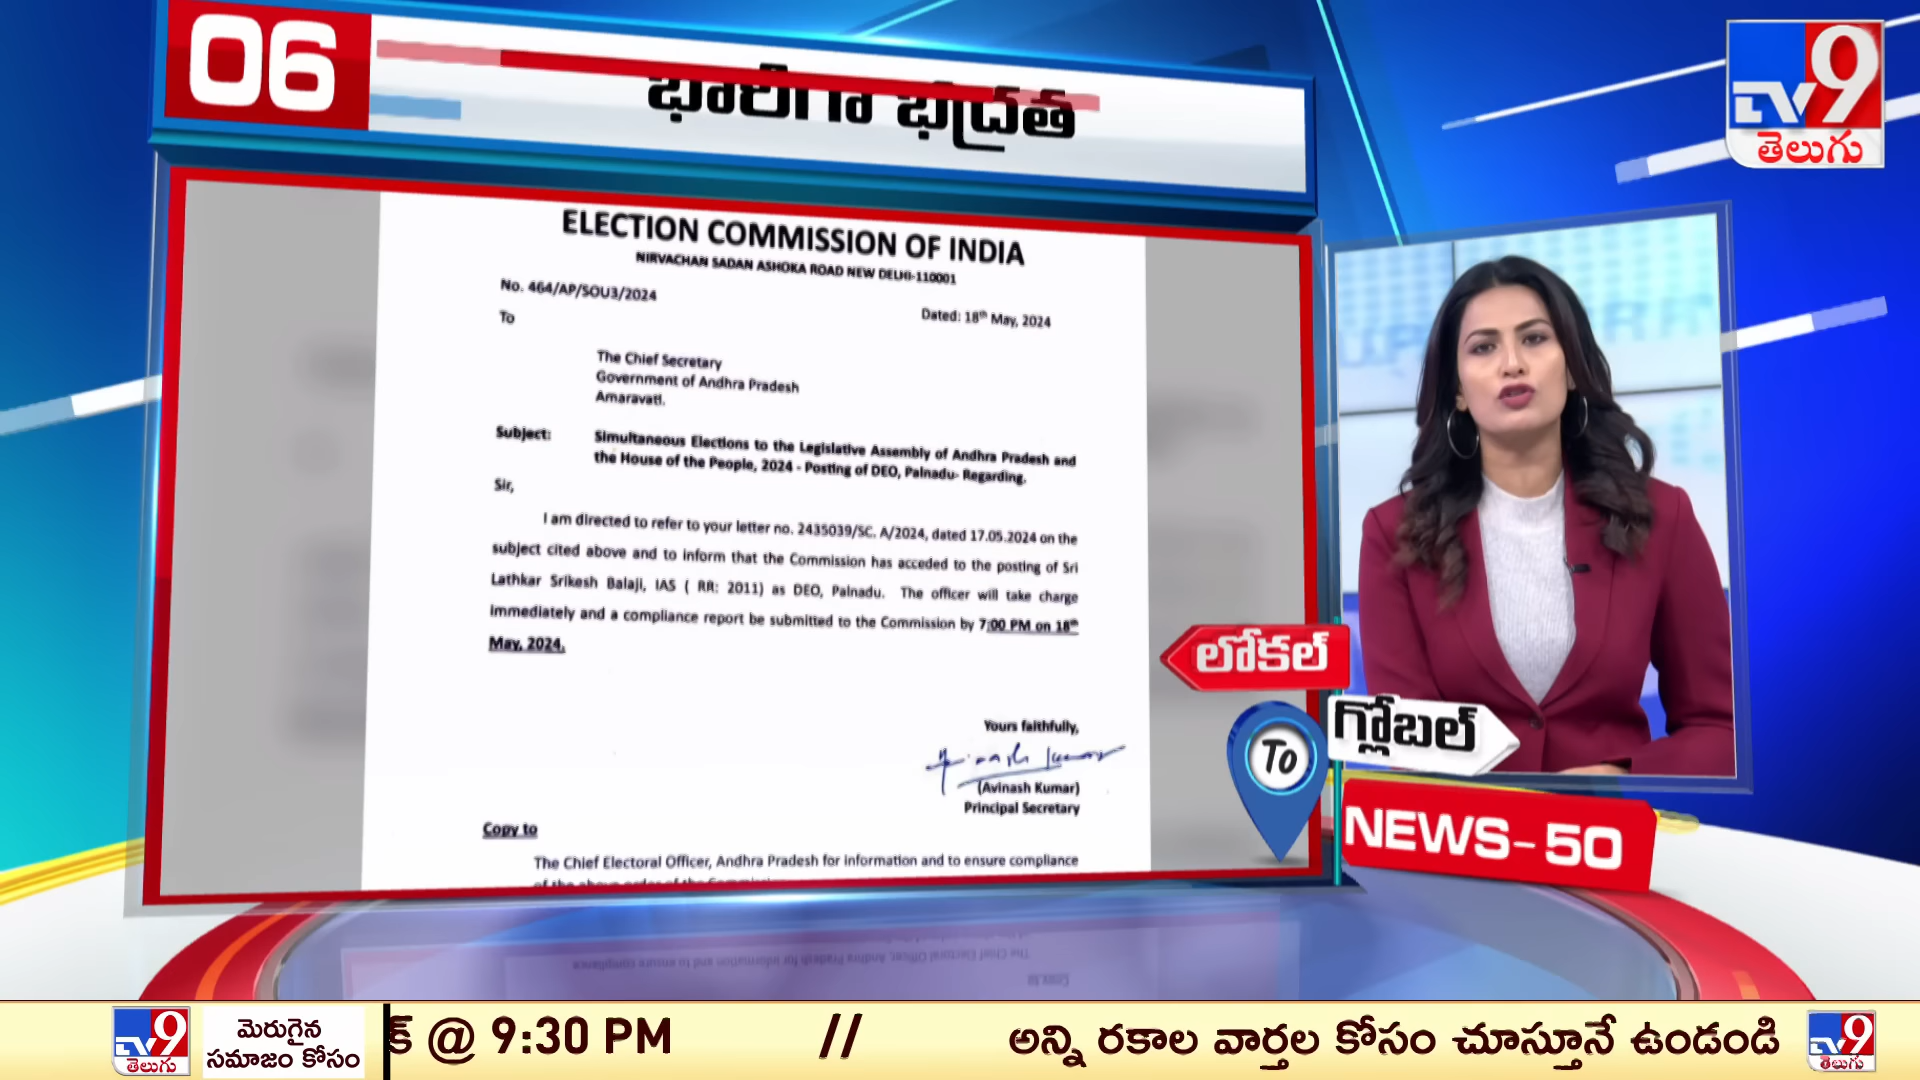 06
భారీగా భద్రత
TV9
తెలుగు
ELECTION COMMISSION OF INDIA
NIRVACHAN SADAN ASHOKA ROAD NEW DELHI-110001
No. 464/AP/SOU3/2024
Dated: 18th May, 2024
To
The Chief Secretary
Government of Andhra Pradesh
Amaravati.
Subject: Simultaneous Elections to the Legislative Assembly of Andhra Pradesh and
the House of the People, 2024 - Posting of DEO, Palnadu- Regarding.
Sir,
I am directed to refer to your letter no. 2435039/SC. A/2024, dated 17.05.2024 on the
subject cited above and to inform that the Commission has acceded to the posting of Sri
Lathkar Srikesh Balaji, IAS ( RR: 2011) as DEO, Palnadu. The officer will take charge
immediately and a compliance report be submitted to the Commission by 7:00 PM on 18th
May, 2024.
Yours faithfully,
Avinash Kumar
(Avinash Kumar)
Principal Secretary
Copy to
The Chief Electoral Officer, Andhra Pradesh for information and to ensure compliance
of the above order of the
లోకల్
To
గ్లోబల్
NEWS-50
TV9
తెలుగు
మెరుగైన
సమాజం కోసం
క్ @ 9:30 PM // అన్ని రకాల వార్తల కోసం చూస్తూనే ఉండండి
TV9
తెలుగు